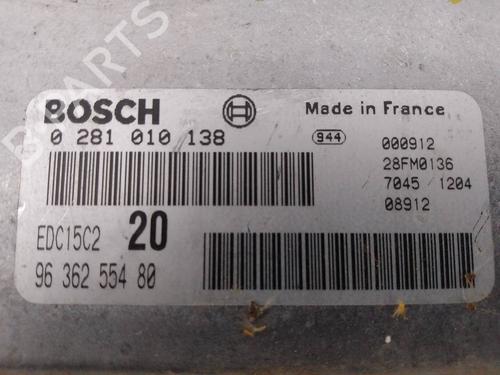 BOSCH
Made in France
0 281 010 138
944
000912
28FM0136
7045 1204
08912
EDC15C2 20
96 362 554 80
PARTS